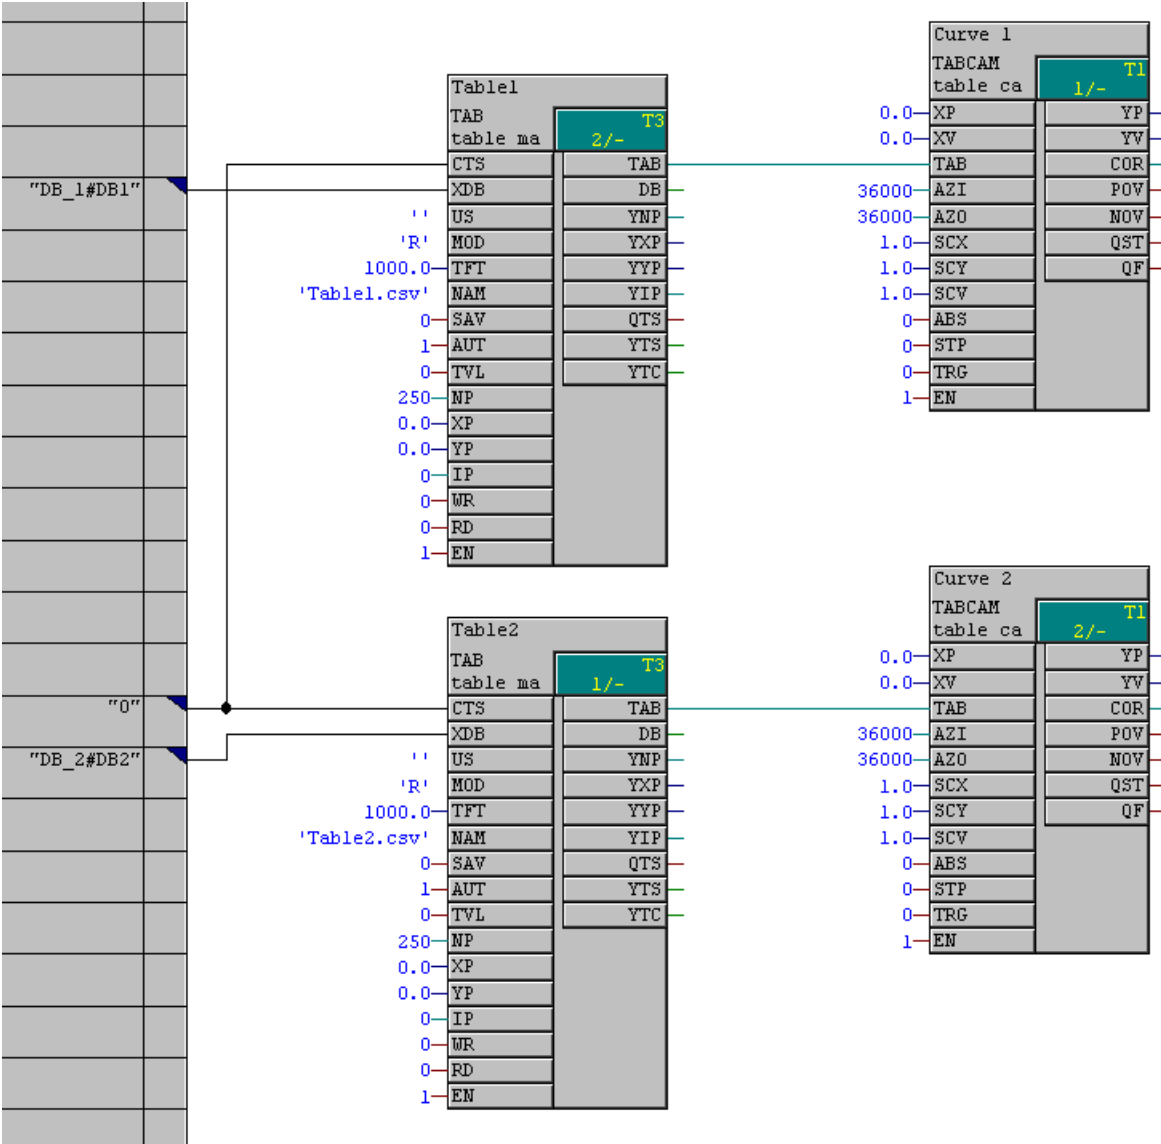 Curve 1
TABCAM
table ca
T1
1/-
0.0 XP YP
0.0 XV YV
TAB COR
36000 AZI POV
36000 AZO NOV
1.0 SCX QST
1.0 SCY QF
1.0 SCV
0 ABS
0 STP
0 TRG
1 EN
Table1
TAB
table ma
T3
2/-
CTS TAB
"DB_1#DB1" XDB DB
'' US YNP
'R' MOD YXP
1000.0 TFT YYP
'Table1.csv' NAM YIP
0 SAV QTS
1 AUT YTS
0 TVL YTC
250 NP
0.0 XP
0.0 YP
0 IP
0 WR
0 RD
1 EN
Curve 2
TABCAM
table ca
T1
2/-
0.0 XP YP
0.0 XV YV
TAB COR
36000 AZI POV
36000 AZO NOV
1.0 SCX QST
1.0 SCY QF
1.0 SCV
0 ABS
0 STP
0 TRG
1 EN
Table2
TAB
table ma
T3
1/-
"0" CTS TAB
XDB DB
"DB_2#DB2" '' US YNP
'R' MOD YXP
1000.0 TFT YYP
'Table2.csv' NAM YIP
0 SAV QTS
1 AUT YTS
0 TVL YTC
250 NP
0.0 XP
0.0 YP
0 IP
0 WR
0 RD
1 EN